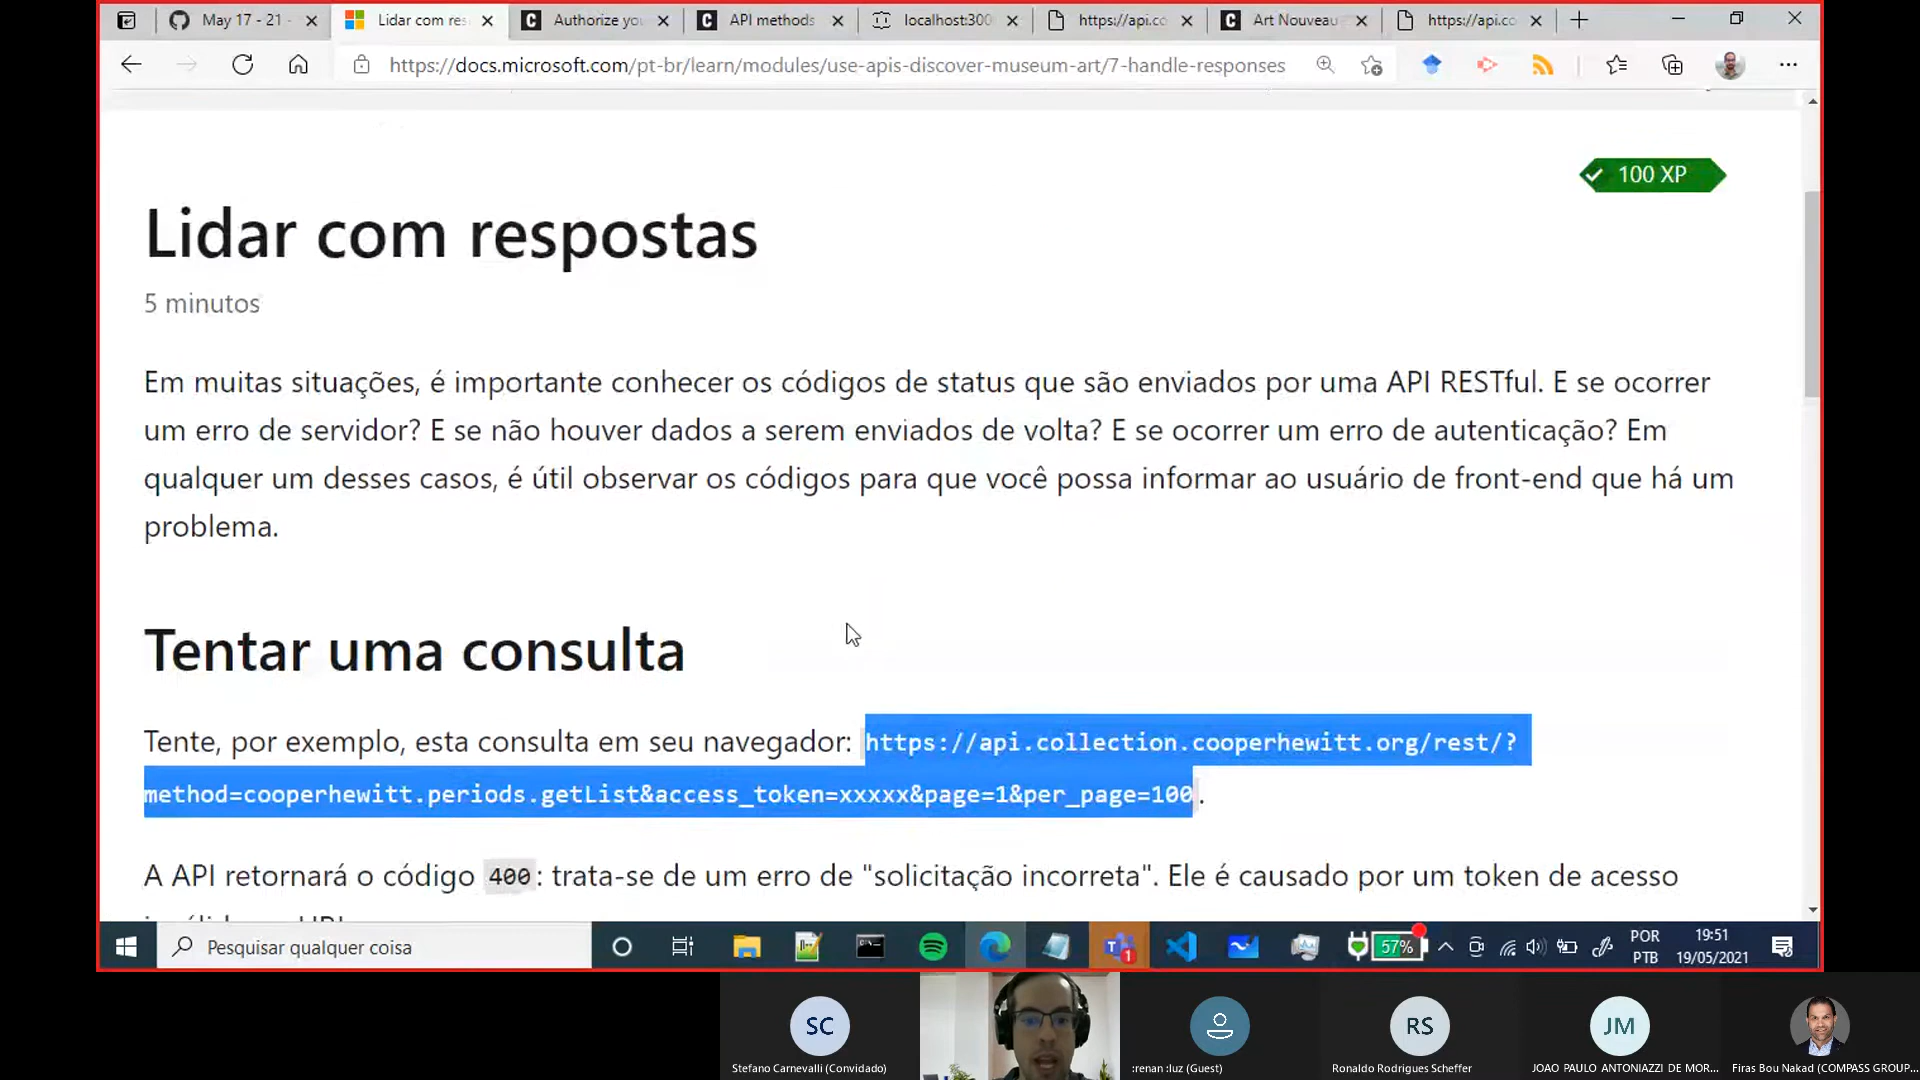 May 17 - 21 -
Lidar com res
Authorize yo
API methods
localhost:300
https://api.co
Art Nouveau
https://api.co
https://docs.microsoft.com/pt-br/learn/modules/use-apis-discover-museum-art/7-handle-responses
100 XP
Lidar com respostas
5 minutos
Em muitas situações, é importante conhecer os códigos de status que são enviados por uma API RESTful. E se ocorrer
um erro de servidor? E se não houver dados a serem enviados de volta? E se ocorrer um erro de autenticação? Em
qualquer um desses casos, é útil observar os códigos para que você possa informar ao usuário de front-end que há um
problema.
Tentar uma consulta
Tente, por exemplo, esta consulta em seu navegador: https://api.collection.cooperhewitt.org/rest/?
method=cooperhewitt.periods.getList&access_token=xxxxx&page=1&per_page=100.
A API retornará o código 400: trata-se de um erro de "solicitação incorreta". Ele é causado por um token de acesso
Pesquisar qualquer coisa
1
57%
POR
PTB
19:51
19/05/2021
SC
RS
JM
Stefano Carnevalli (Convidado)
:renan :luz (Guest)
Ronaldo Rodrigues Scheffer
JOAO PAULO ANTONIAZZI DE MOR...
Firas Bou Nakad (COMPASS GROUP...